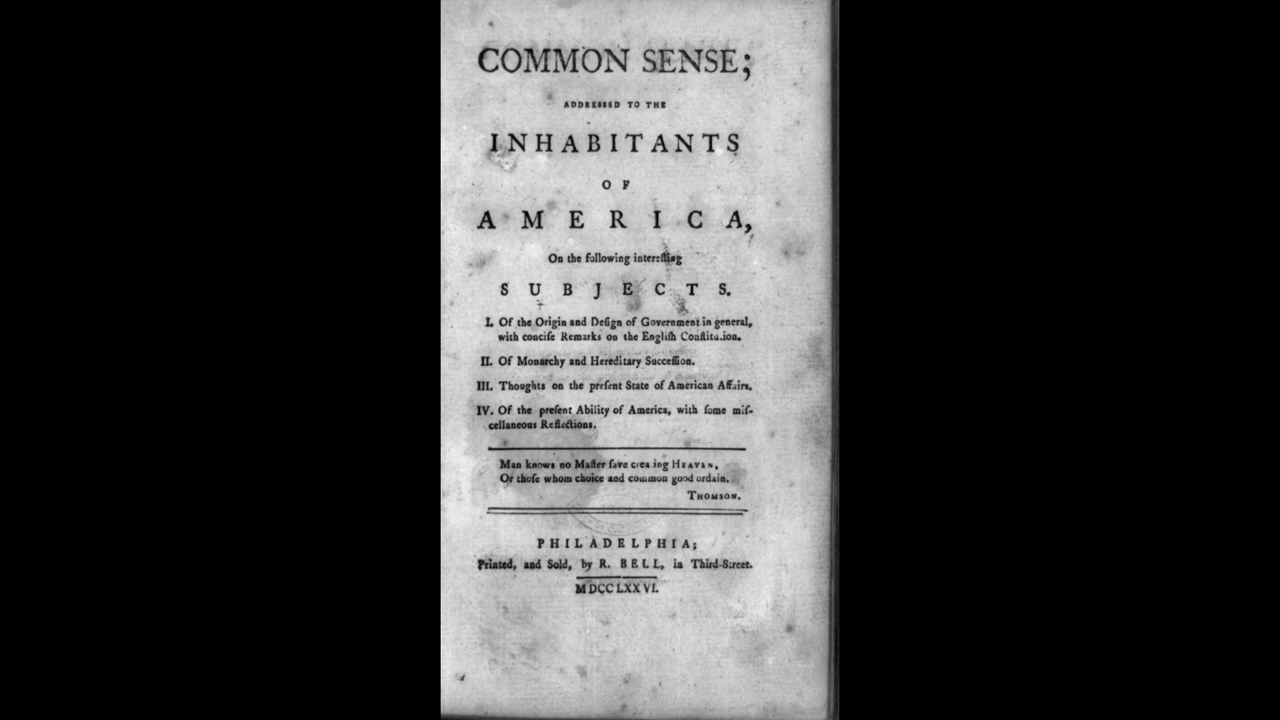 COMMON SENSE;
ADDRESSED TO THE
INHABITANTS
OF
AMERICA,
On the following intereſting
SUBJECTS.
I. Of the Origin and Deſign of Government in general,
with conciſe Remarks on the Engliſh Conſtitution.
II. Of Monarchy and Hereditary Succeſſion.
III. Thoughts on the preſent State of American Affairs.
IV. Of the preſent Ability of America, with ſome miſ-
cellaneous Reflections.
Man knows no Maſter ſave creating HEAVEN,
Or thoſe whom choice and common good ordain.
THOMSON.
PHILADELPHIA;
Printed, and Sold, by R. BELL, in Third-Street.
MDCCLXXVI.